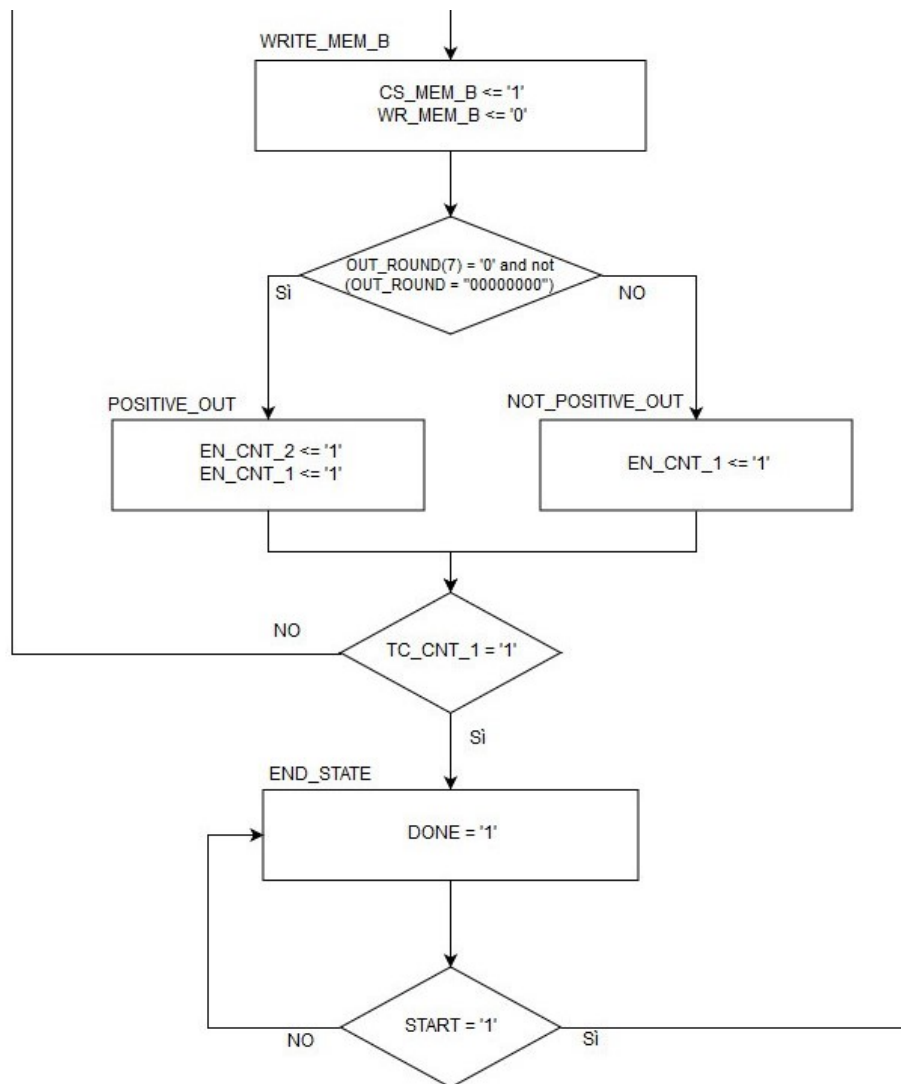 WRITE_MEM_B
CS_MEM_B <= '1'
WR_MEM_B <= '0'
OUT_ROUND(7) = '0' and not
(OUT_ROUND = "00000000")
Sì
NO
POSITIVE_OUT
NOT_POSITIVE_OUT
EN_CNT_2 <= '1'
EN_CNT_1 <= '1'
EN_CNT_1 <= '1'
NO
TC_CNT_1 = '1'
Sì
END_STATE
DONE = '1'
START = '1'
NO
Sì